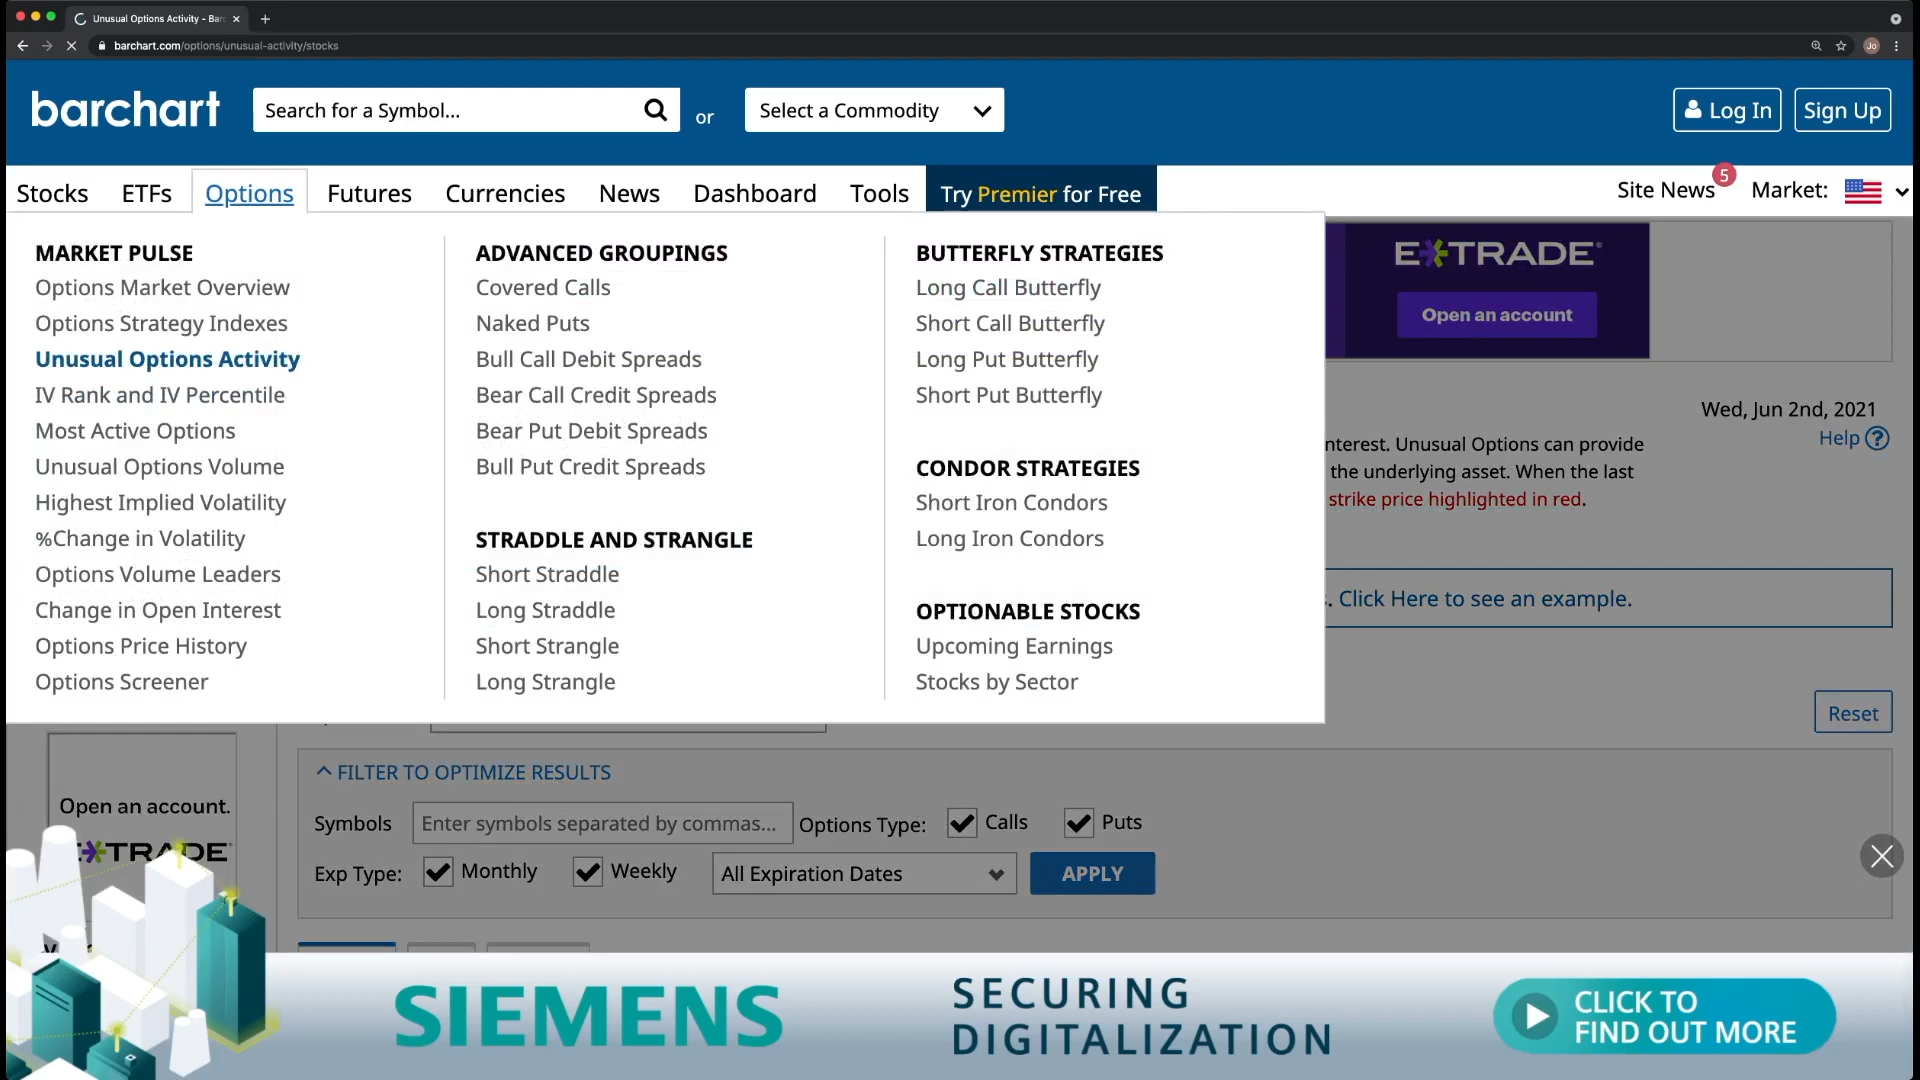 Unusual Options Activity - Bar
barchart.com/options/unusual-activity/stocks
Jo
barchart
Search for a Symbol...
or
Select a Commodity
Log In
Sign Up
Stocks
ETFs
Options
Futures
Currencies
News
Dashboard
Tools
Try Premier for Free
Site News
5
Market:
MARKET PULSE
Options Market Overview
Options Strategy Indexes
Unusual Options Activity
IV Rank and IV Percentile
Most Active Options
Unusual Options Volume
Highest Implied Volatility
%Change in Volatility
Options Volume Leaders
Change in Open Interest
Options Price History
Options Screener
ADVANCED GROUPINGS
Covered Calls
Naked Puts
Bull Call Debit Spreads
Bear Call Credit Spreads
Bear Put Debit Spreads
Bull Put Credit Spreads
STRADDLE AND STRANGLE
Short Straddle
Long Straddle
Short Strangle
Long Strangle
BUTTERFLY STRATEGIES
Long Call Butterfly
Short Call Butterfly
Long Put Butterfly
Short Put Butterfly
CONDOR STRATEGIES
Short Iron Condors
Long Iron Condors
OPTIONABLE STOCKS
Upcoming Earnings
Stocks by Sector
E*TRADE
Open an account
Wed, Jun 2nd, 2021
Help ?
nterest. Unusual Options can provide
the underlying asset. When the last
strike price highlighted in red.
. Click Here to see an example.
Reset
FILTER TO OPTIMIZE RESULTS
Symbols
Enter symbols separated by commas...
Options Type:
Calls
Puts
Exp Type:
Monthly
Weekly
All Expiration Dates
APPLY
Open an account.
E*TRADE
SIEMENS
SECURING
DIGITALIZATION
CLICK TO
FIND OUT MORE